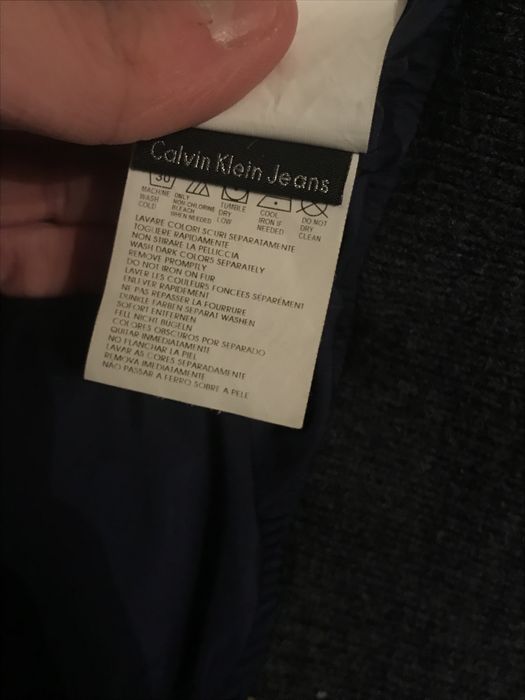 Calvin Klein Jeans
30
MACHINE WASH COLD
ONLY NON CHLORINE BLEACH WHEN NEEDED
TUMBLE DRY LOW
COOL IRON IF NEEDED
DO NOT DRY CLEAN
LAVARE COLORI SCURI SEPARATAMENTE
TOGLIERE RAPIDAMENTE
NON STIRARE LA PELLICCIA
WASH DARK COLORS SEPARATELY
REMOVE PROMPTLY
DO NOT IRON ON FUR
LAVER LES COULEURS FONCÉES SÉPARÉMENT
ENLEVER RAPIDEMENT
NE PAS REPASSER LA FOURRURE
DUNKLE FARBEN SEPARAT WASHEN
SOFORT ENTFERNEN
FELL NICHT BUGELN
COLORES OBSCUROS POR SEPARADO
QUITAR INMEDIATAMENTE
NO PLANCHAR LA PIEL
LAVAR AS CORES SEPARADAMENTE
REMOVA IMEDIATAMENTE
NÃO PASSAR A FERRO SOBRE A PELE